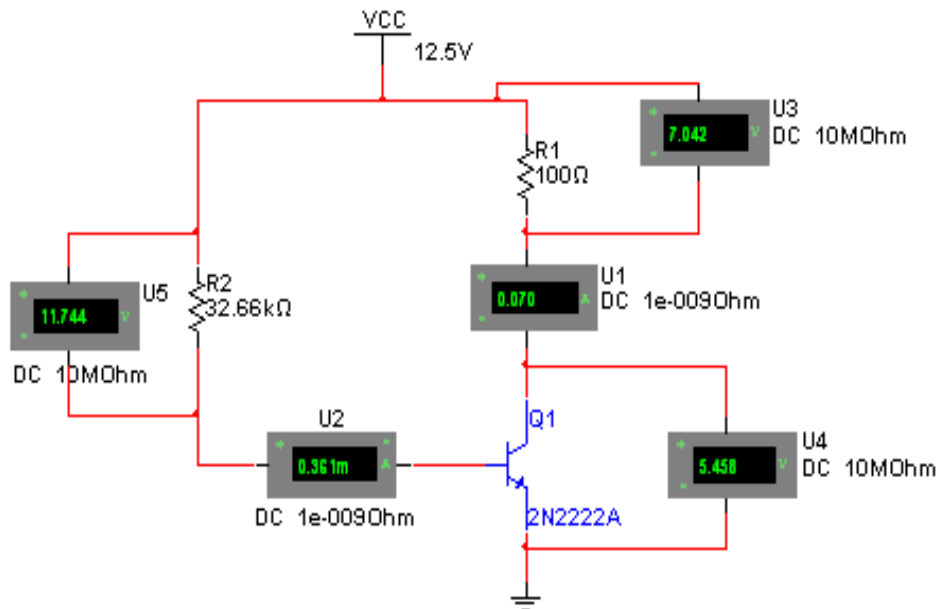 VCC
12.5V
U3
7.042 V
DC 10MOhm
R1
100Ω
U1
0.070 A
DC 1e-009Ohm
R2
32.66kΩ
U5
11.744 V
DC 10MOhm
U2
0.361m A
DC 1e-009Ohm
Q1
2N2222A
U4
5.458 V
DC 10MOhm